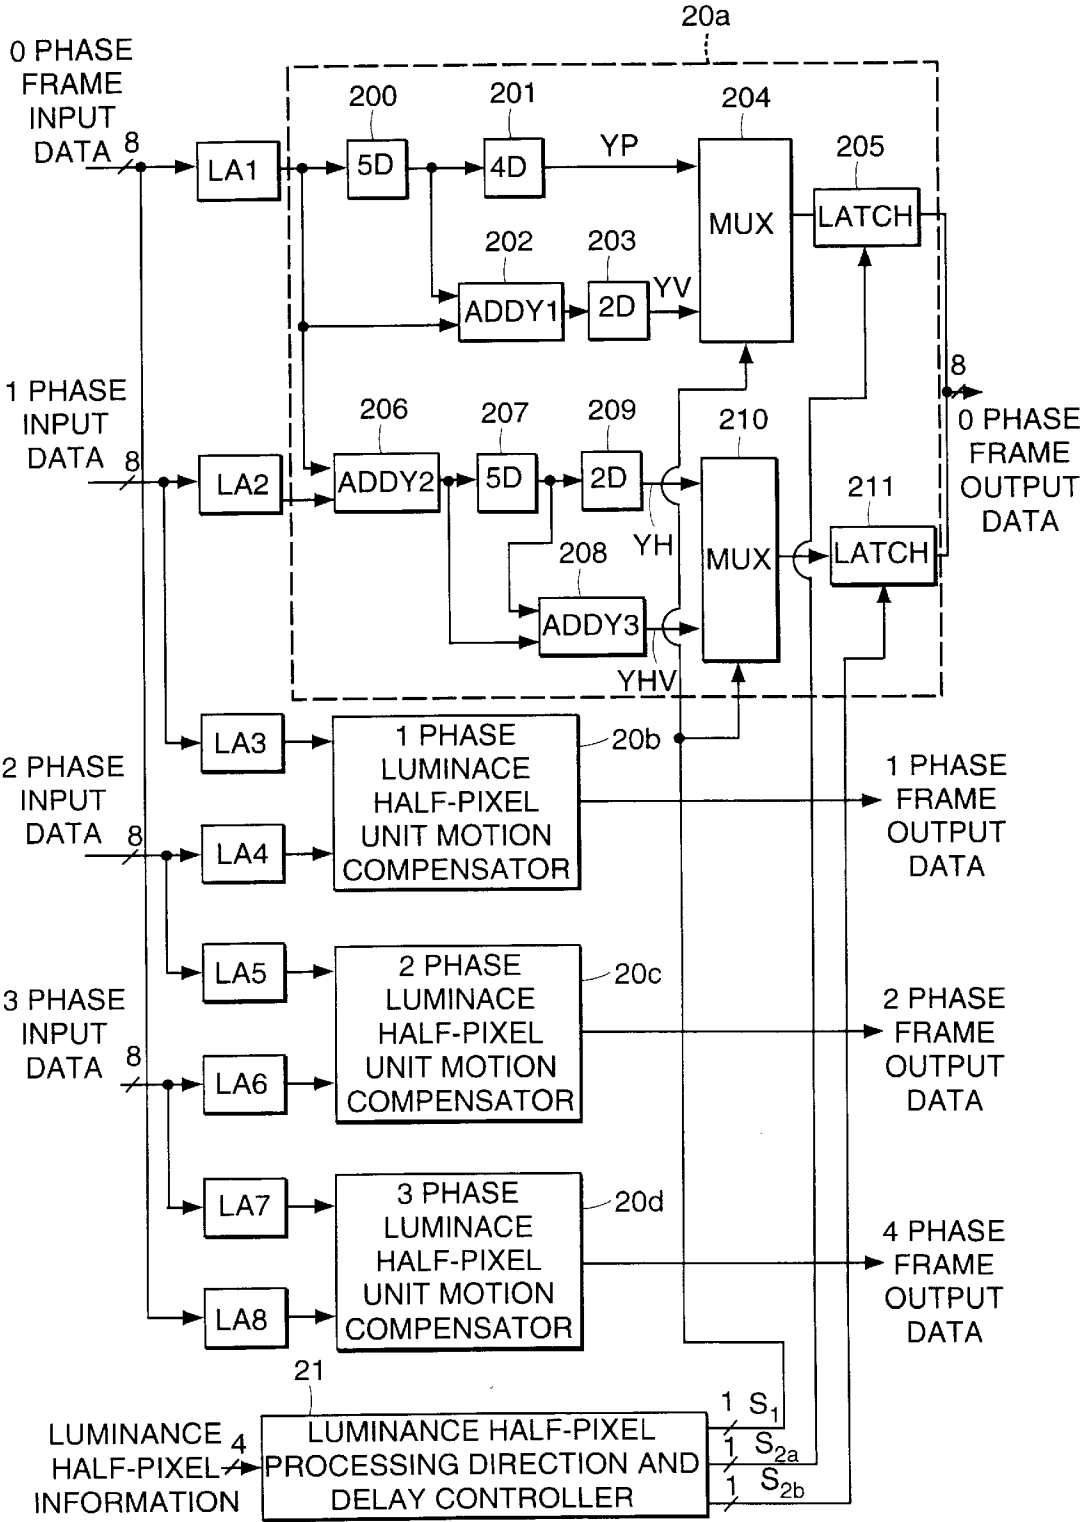 20a
0 PHASE
FRAME
INPUT
DATA
8
LA1
200
5D
201
4D
YP
204
MUX
205
LATCH
202
ADDY1
203
2D
YV
8
0 PHASE
FRAME
OUTPUT
DATA
1 PHASE
INPUT
DATA
8
LA2
206
ADDY2
207
5D
209
2D
YH
210
MUX
211
LATCH
208
ADDY3
YHV
LA3
1 PHASE
LUMINACE
HALF-PIXEL
UNIT MOTION
COMPENSATOR
20b
1 PHASE
FRAME
OUTPUT
DATA
2 PHASE
INPUT
DATA
8
LA4
LA5
2 PHASE
LUMINACE
HALF-PIXEL
UNIT MOTION
COMPENSATOR
20c
2 PHASE
FRAME
OUTPUT
DATA
3 PHASE
INPUT
DATA
8
LA6
LA7
3 PHASE
LUMINACE
HALF-PIXEL
UNIT MOTION
COMPENSATOR
20d
4 PHASE
FRAME
OUTPUT
DATA
LA8
21
LUMINANCE
HALF-PIXEL
INFORMATION
4
LUMINANCE HALF-PIXEL
PROCESSING DIRECTION AND
DELAY CONTROLLER
1 S1
1 S2a
1 S2b